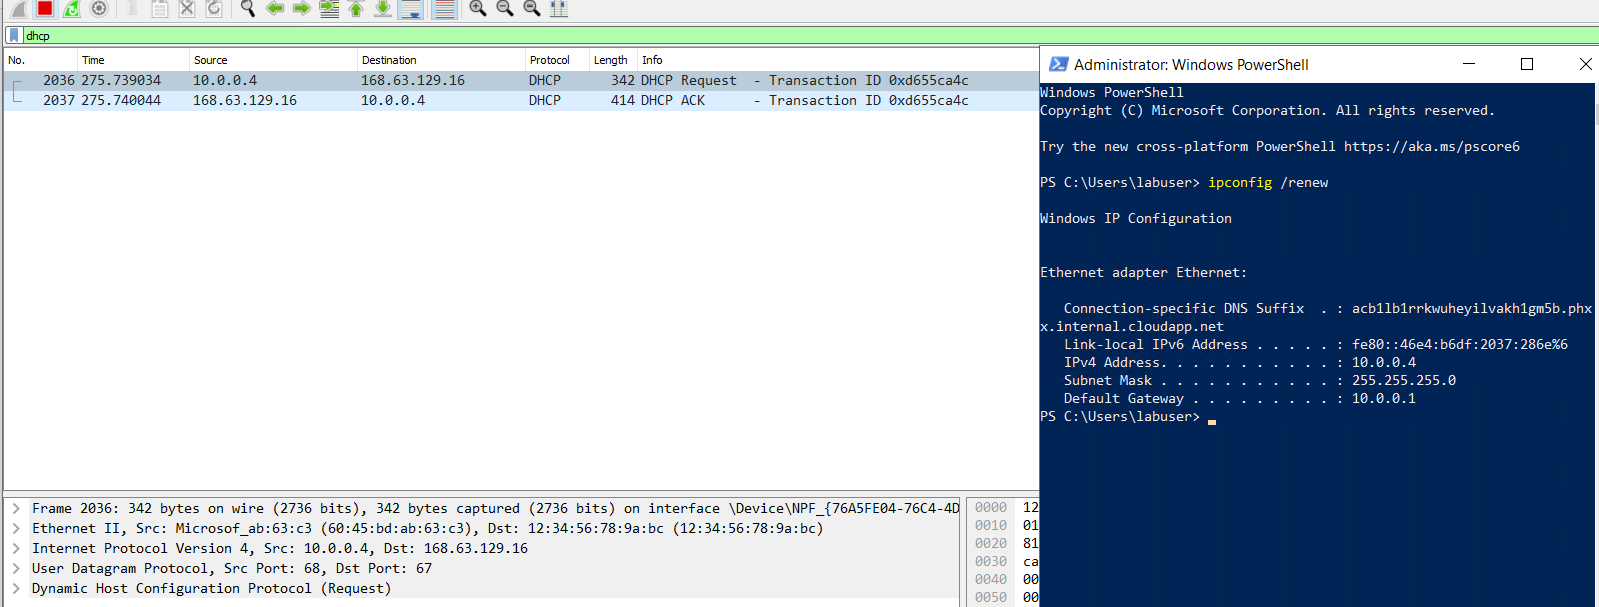 dhcp
No. Time Source Destination Protocol Length Info
2036 275.739034 10.0.0.4 168.63.129.16 DHCP 342 DHCP Request - Transaction ID 0xd655ca4c
2037 275.740044 168.63.129.16 10.0.0.4 DHCP 414 DHCP ACK - Transaction ID 0xd655ca4c
Frame 2036: 342 bytes on wire (2736 bits), 342 bytes captured (2736 bits) on interface \Device\NPF_{76A5FE04-76C4-4D
Ethernet II, Src: Microsof_ab:63:c3 (60:45:bd:ab:63:c3), Dst: 12:34:56:78:9a:bc (12:34:56:78:9a:bc)
Internet Protocol Version 4, Src: 10.0.0.4, Dst: 168.63.129.16
User Datagram Protocol, Src Port: 68, Dst Port: 67
Dynamic Host Configuration Protocol (Request)
0000 12
0010 01
0020 81
0030 ca
0040 00
0050 00
Administrator: Windows PowerShell
Windows PowerShell
Copyright (C) Microsoft Corporation. All rights reserved.
Try the new cross-platform PowerShell https://aka.ms/pscore6
PS C:\Users\labuser> ipconfig /renew
Windows IP Configuration
Ethernet adapter Ethernet:
Connection-specific DNS Suffix . : acb1lb1rrkwuheyilvakh1gm5b.phx
x.internal.cloudapp.net
Link-local IPv6 Address . . . . . : fe80::46e4:b6df:2037:286e%6
IPv4 Address. . . . . . . . . . . : 10.0.0.4
Subnet Mask . . . . . . . . . . . : 255.255.255.0
Default Gateway . . . . . . . . . : 10.0.0.1
PS C:\Users\labuser>